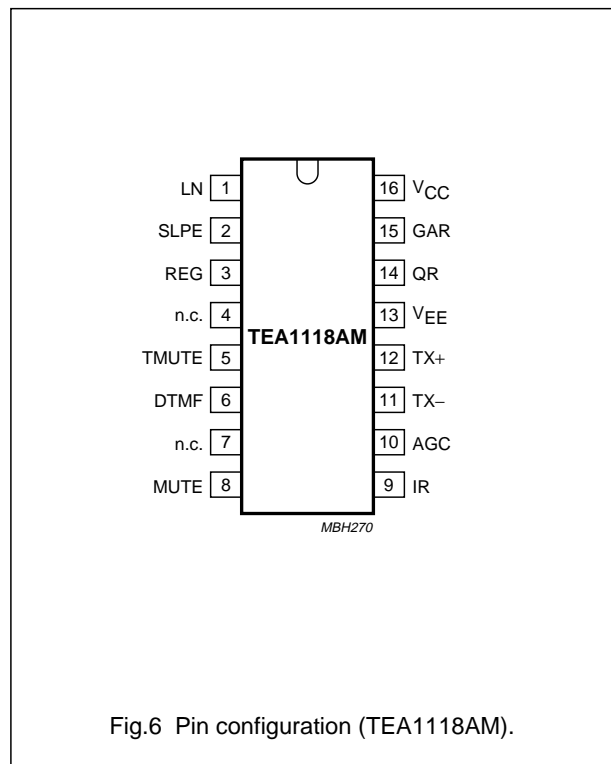 LN 1 16 VCC
SLPE 2 15 GAR
REG 3 14 QR
n.c. 4 13 VEE
TEA1118AM
TMUTE 5 12 TX+
DTMF 6 11 TX−
n.c. 7 10 AGC
MUTE 8 9 IR
MBH270
Fig.6 Pin configuration (TEA1118AM).